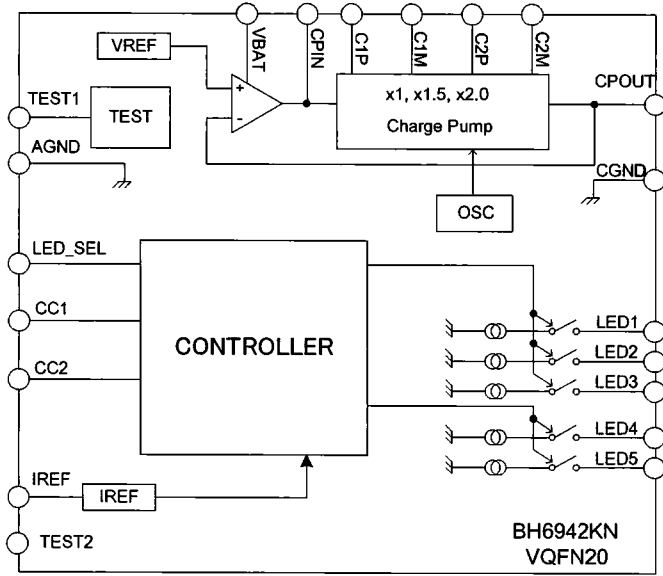 VBAT
CPIN
C1P
C1M
C2P
C2M
VREF
+
-
x1, x1.5, x2.0
Charge Pump
CPOUT
TEST1
TEST
AGND
CGND
OSC
LED_SEL
CC1
CC2
CONTROLLER
LED1
LED2
LED3
LED4
LED5
IREF
IREF
TEST2
BH6942KN
VQFN20